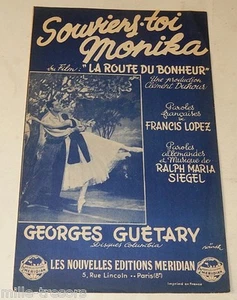 Souviens-toi
Monika
du Film: "LA ROUTE DU BONHEUR"
Une production
Clément Duhour
Paroles
françaises
de
FRANCIS LOPEZ
Paroles
allemandes
et Musique de
RALPH MARIA
SIEGEL
GEORGES GUÉTARY
disques Columbia
MERIDIAN
LES NOUVELLES EDITIONS MERIDIAN
5, Rue Lincoln -- Paris (8e)
MERIDIAN
Imprimé en France
mille-tresors